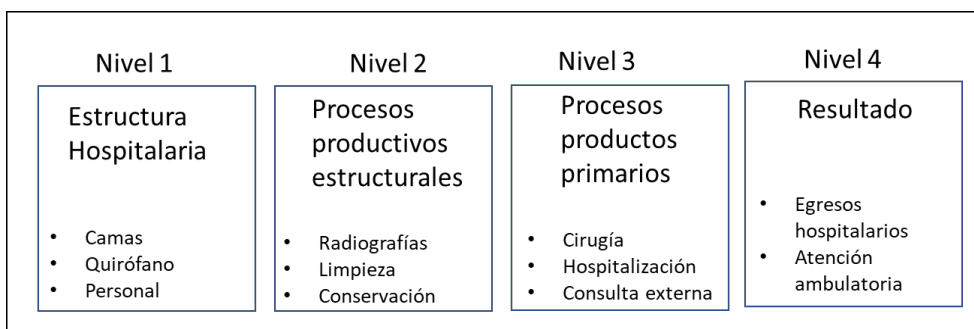 Nivel 1
Estructura
Hospitalaria
• Camas
• Quirófano
• Personal
Nivel 2
Procesos
productivos
estructurales
• Radiografías
• Limpieza
• Conservación
Nivel 3
Procesos
productos
primarios
• Cirugía
• Hospitalización
• Consulta externa
Nivel 4
Resultado
• Egresos
hospitalarios
• Atención
ambulatoria